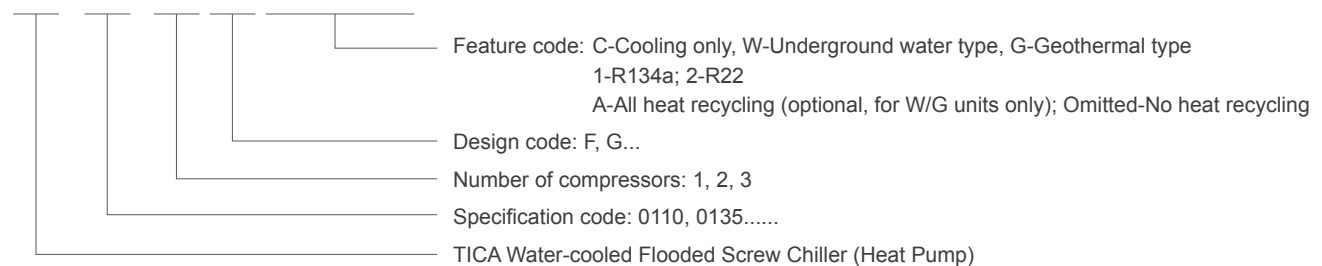 Feature code: C-Cooling only, W-Underground water type, G-Geothermal type
1-R134a; 2-R22
A-All heat recycling (optional, for W/G units only); Omitted-No heat recycling
Design code: F, G...
Number of compressors: 1, 2, 3
Specification code: 0110, 0135......
TICA Water-cooled Flooded Screw Chiller (Heat Pump)